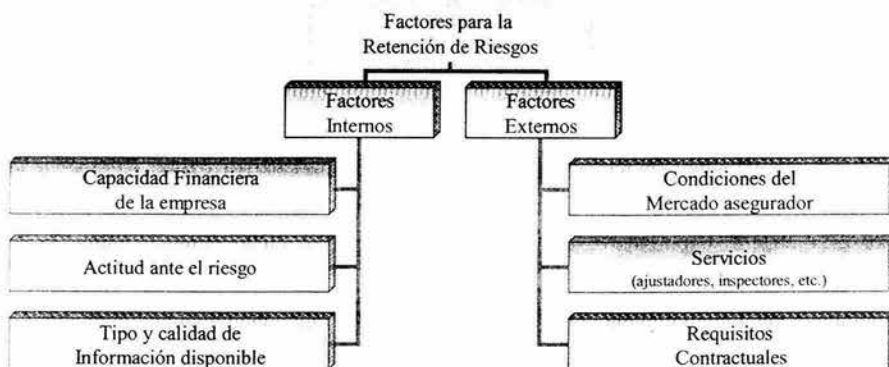 Factores para la
Retención de Riesgos
Factores
Internos
Factores
Externos
Capacidad Financiera
de la empresa
Actitud ante el riesgo
Tipo y calidad de
Información disponible
Condiciones del
Mercado asegurador
Servicios
(ajustadores, inspectores, etc.)
Requisitos
Contractuales